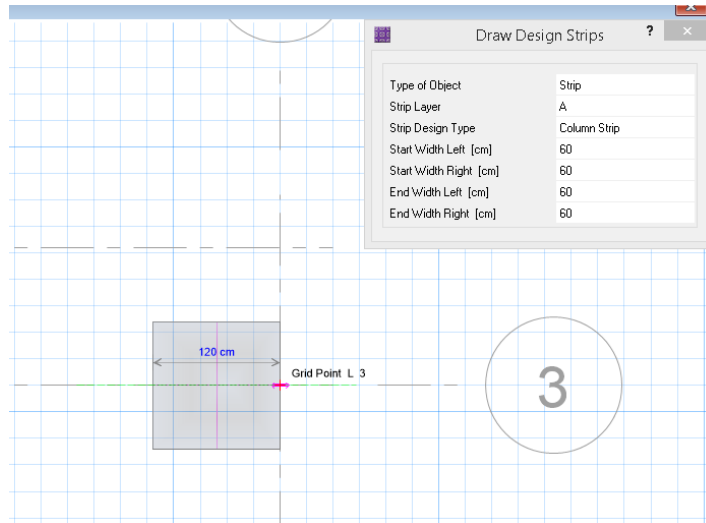 Draw Design Strips ?
Type of Object Strip
Strip Layer A
Strip Design Type Column Strip
Start Width Left [cm] 60
Start Width Right [cm] 60
End Width Left [cm] 60
End Width Right [cm] 60
120 cm
Grid Point L 3
3